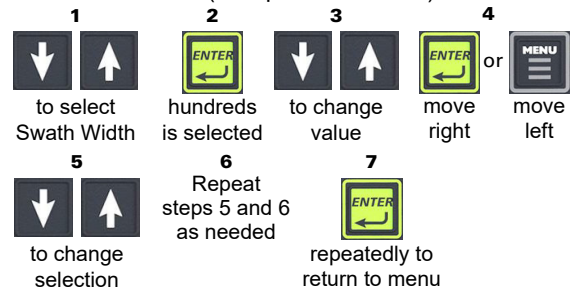 1 2 3 4
ENTER ENTER or MENU
to select hundreds to change move move
Swath Width is selected value right left
5 6 7
Repeat
steps 5 and 6
as needed
ENTER
to change repeatedly to
selection return to menu